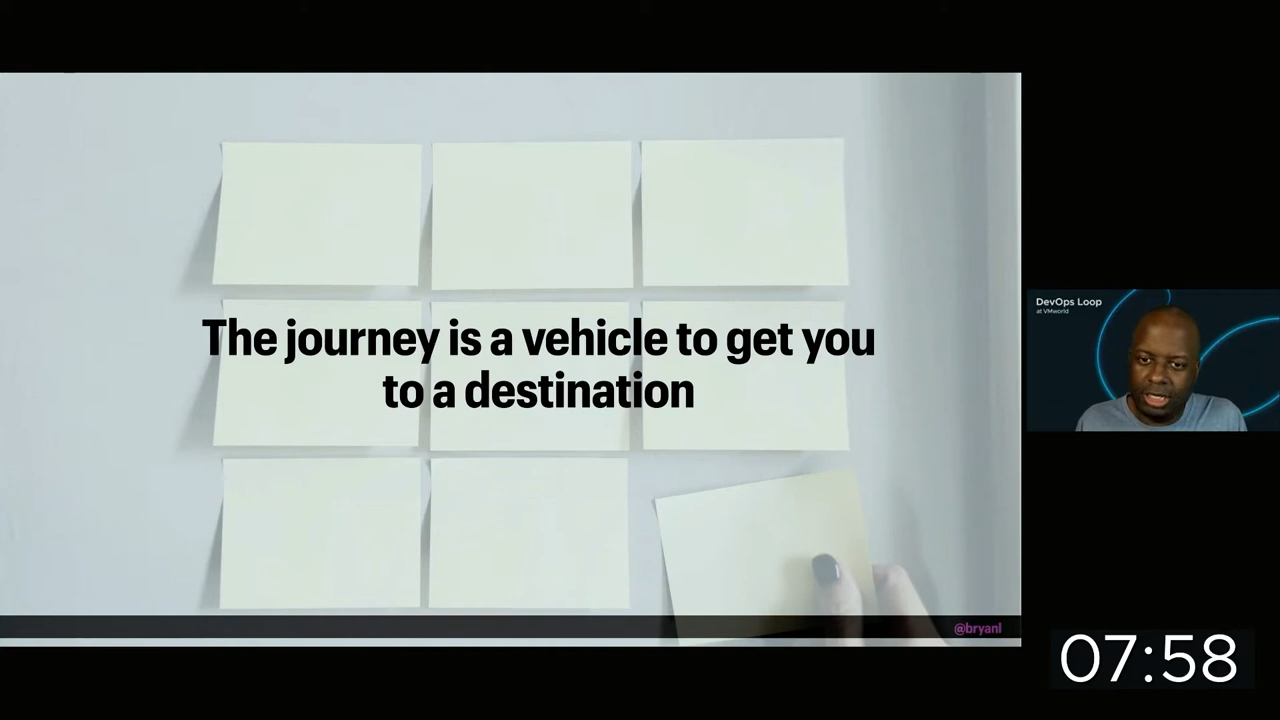 The journey is a vehicle to get you
to a destination
DevOps Loop
at VMworld
@bryanl
07:58